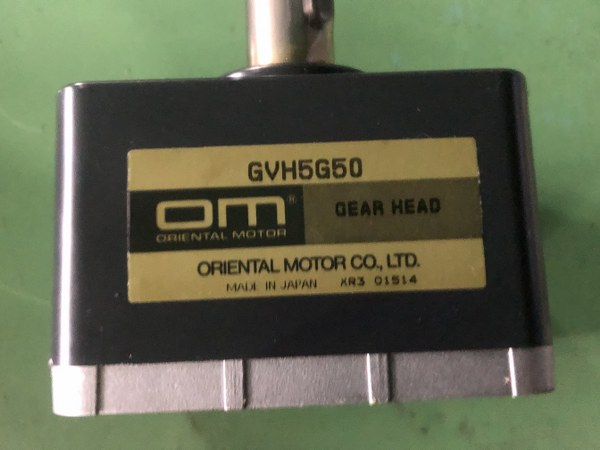 GVH5G50
OM®
ORIENTAL MOTOR
GEAR HEAD
ORIENTAL MOTOR CO., LTD.
MADE IN JAPAN XR3 01514